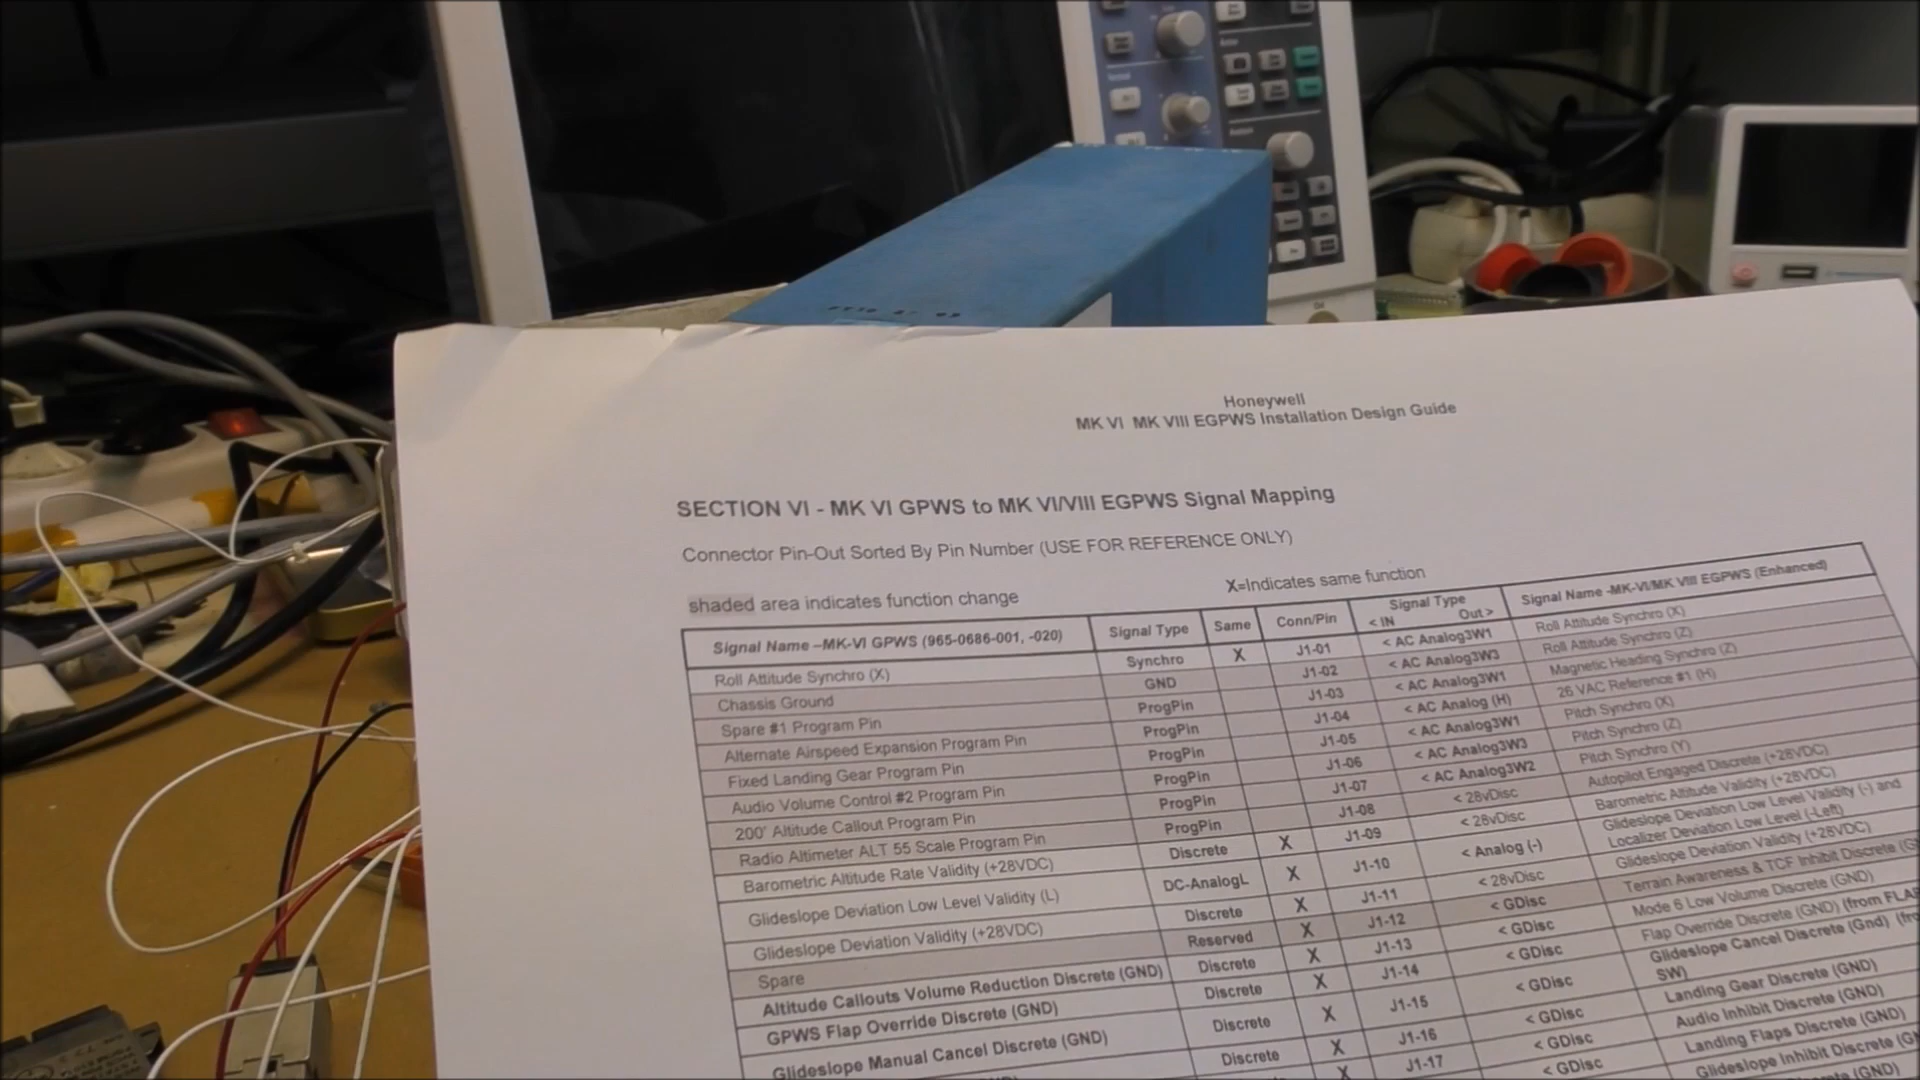 Honeywell
MK VI MK VIII EGPWS Installation Design Guide
SECTION VI - MK VI GPWS to MK VI/VIII EGPWS Signal Mapping
Connector Pin-Out Sorted By Pin Number (USE FOR REFERENCE ONLY)
shaded area indicates function change
X=Indicates same function
Signal Name –MK-VI GPWS (965-0686-001, -020) Signal Type Same Conn/Pin Signal Type < IN Out > Signal Name -MK-VI/MK VIII EGPWS (Enhanced)
Roll Attitude Synchro (X) Synchro X J1-01 < AC Analog3W1 Roll Attitude Synchro (X)
Chassis Ground GND J1-02 < AC Analog3W3 Roll Attitude Synchro (Z)
Spare #1 Program Pin ProgPin J1-03 < AC Analog3W1 Magnetic Heading Synchro (Z)
Alternate Airspeed Expansion Program Pin ProgPin J1-04 < AC Analog (H) 26 VAC Reference #1 (H)
Fixed Landing Gear Program Pin ProgPin J1-05 < AC Analog3W1 Pitch Synchro (X)
Audio Volume Control #2 Program Pin ProgPin J1-06 < AC Analog3W3 Pitch Synchro (Z)
200' Altitude Callout Program Pin ProgPin J1-07 < AC Analog3W2 Pitch Synchro (Y)
Radio Altimeter ALT 55 Scale Program Pin ProgPin J1-08 < 28vDisc Autopilot Engaged Discrete (+28VDC)
Barometric Altitude Rate Validity (+28VDC) Discrete X J1-09 < 28vDisc Barometric Altitude Validity (+28VDC)
Glideslope Deviation Low Level Validity (L) DC-AnalogL X J1-10 < Analog (-) Glideslope Deviation Low Level Validity (-) and
Localizer Deviation Low Level (-Left)
Glideslope Deviation Validity (+28VDC) Discrete X J1-11 < 28vDisc Glideslope Deviation Validity (+28VDC)
Spare Reserved X J1-12 < GDisc Terrain Awareness & TCF Inhibit Discrete
Altitude Callouts Volume Reduction Discrete (GND) Discrete X J1-13 < GDisc Mode 6 Low Volume Discrete (GND)
GPWS Flap Override Discrete (GND) Discrete X J1-14 < GDisc Flap Override Discrete (GND) (from
Glideslope Manual Cancel Discrete (GND) Discrete X J1-15 < GDisc Glideslope Cancel Discrete (Gnd)
SW)
Discrete X J1-16 < GDisc Landing Gear Discrete (GND)
X J1-17 < GDisc Audio Inhibit Discrete (GND)
< GDisc Landing Flaps Discrete (GND)
Glideslope Inhibit Discrete